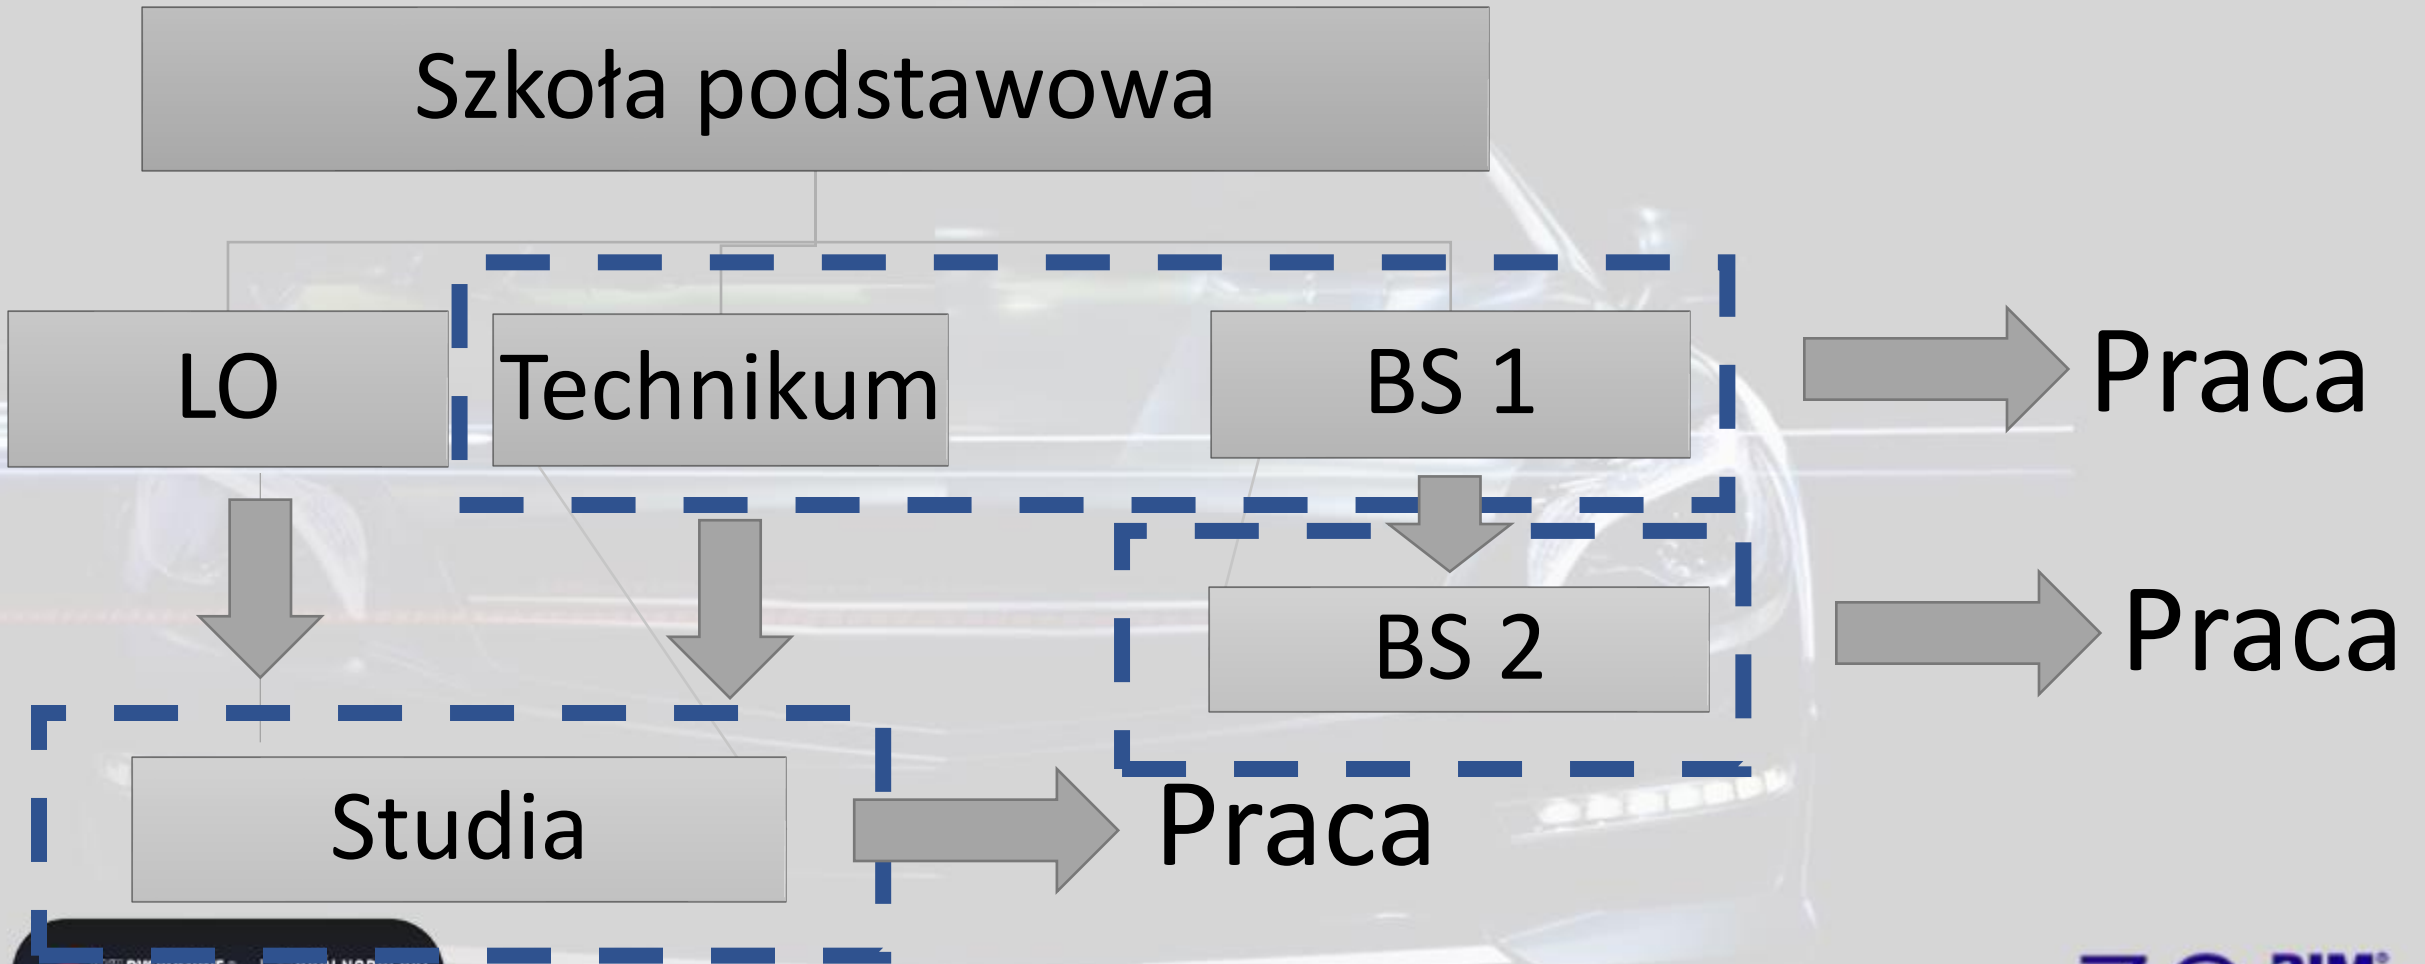 Szkoła podstawowa
LO
Technikum
BS 1
Praca
BS 2
Praca
Studia
Praca